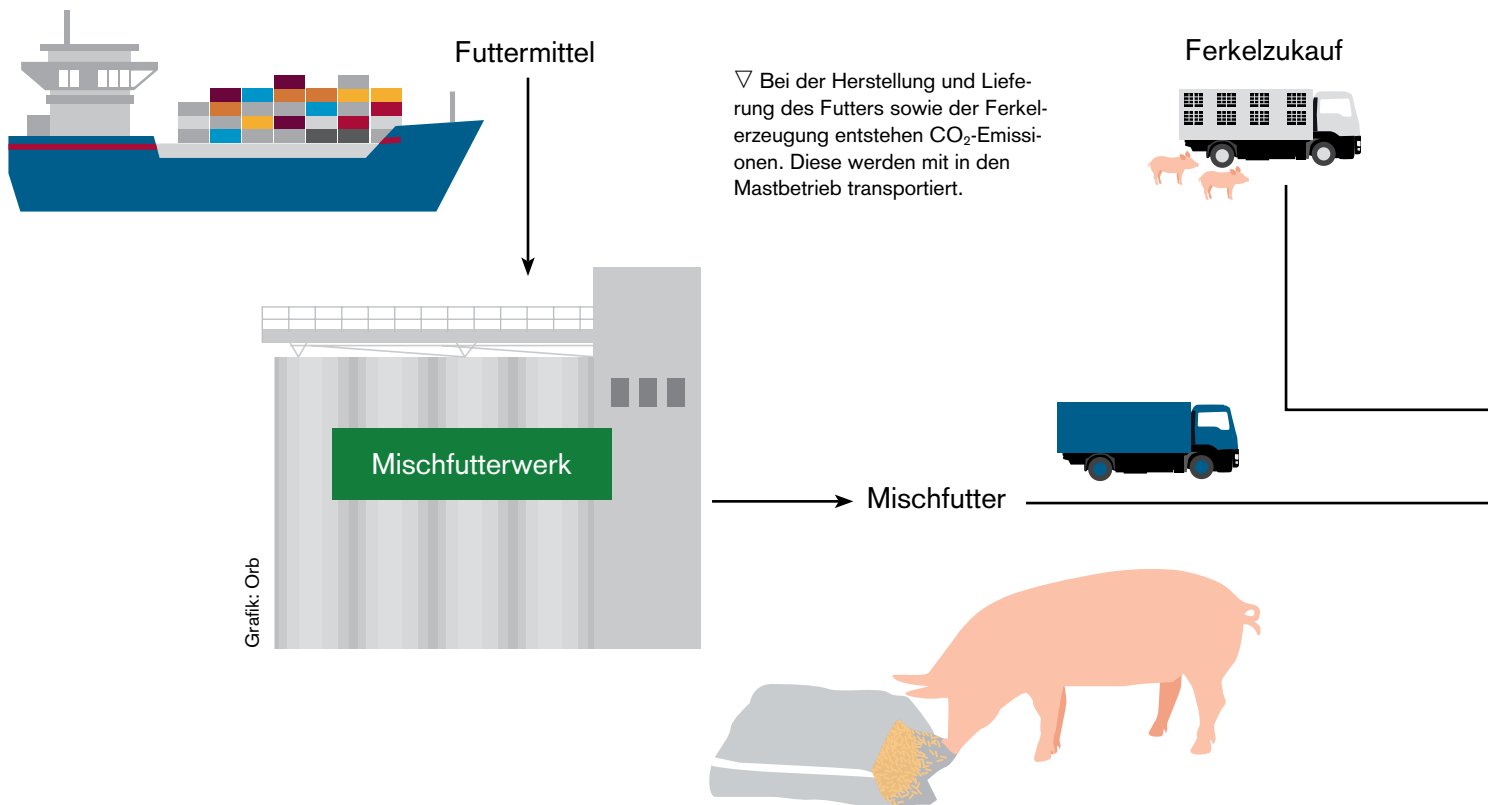 Futtermittel
▽ Bei der Herstellung und Liefe-
rung des Futters sowie der Ferkel-
erzeugung entstehen CO₂-Emissi-
onen. Diese werden mit in den
Mastbetrieb transportiert.
Ferkelzukauf
Mischfutterwerk
Mischfutter
Grafik: Orb